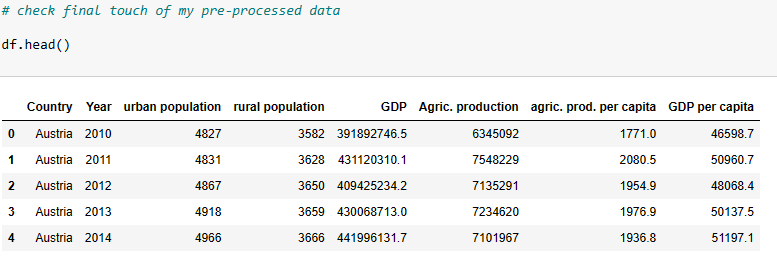 # check final touch of my pre-processed data
df.head()
Country Year urban population rural population GDP Agric. production agric. prod. per capita GDP per capita
0 Austria 2010 4827 3582 391892746.5 6345092 1771.0 46598.7
1 Austria 2011 4831 3628 431120310.1 7548229 2080.5 50960.7
2 Austria 2012 4867 3650 409425234.2 7135291 1954.9 48068.4
3 Austria 2013 4918 3659 430068713.0 7234620 1976.9 50137.5
4 Austria 2014 4966 3666 441996131.7 7101967 1936.8 51197.1